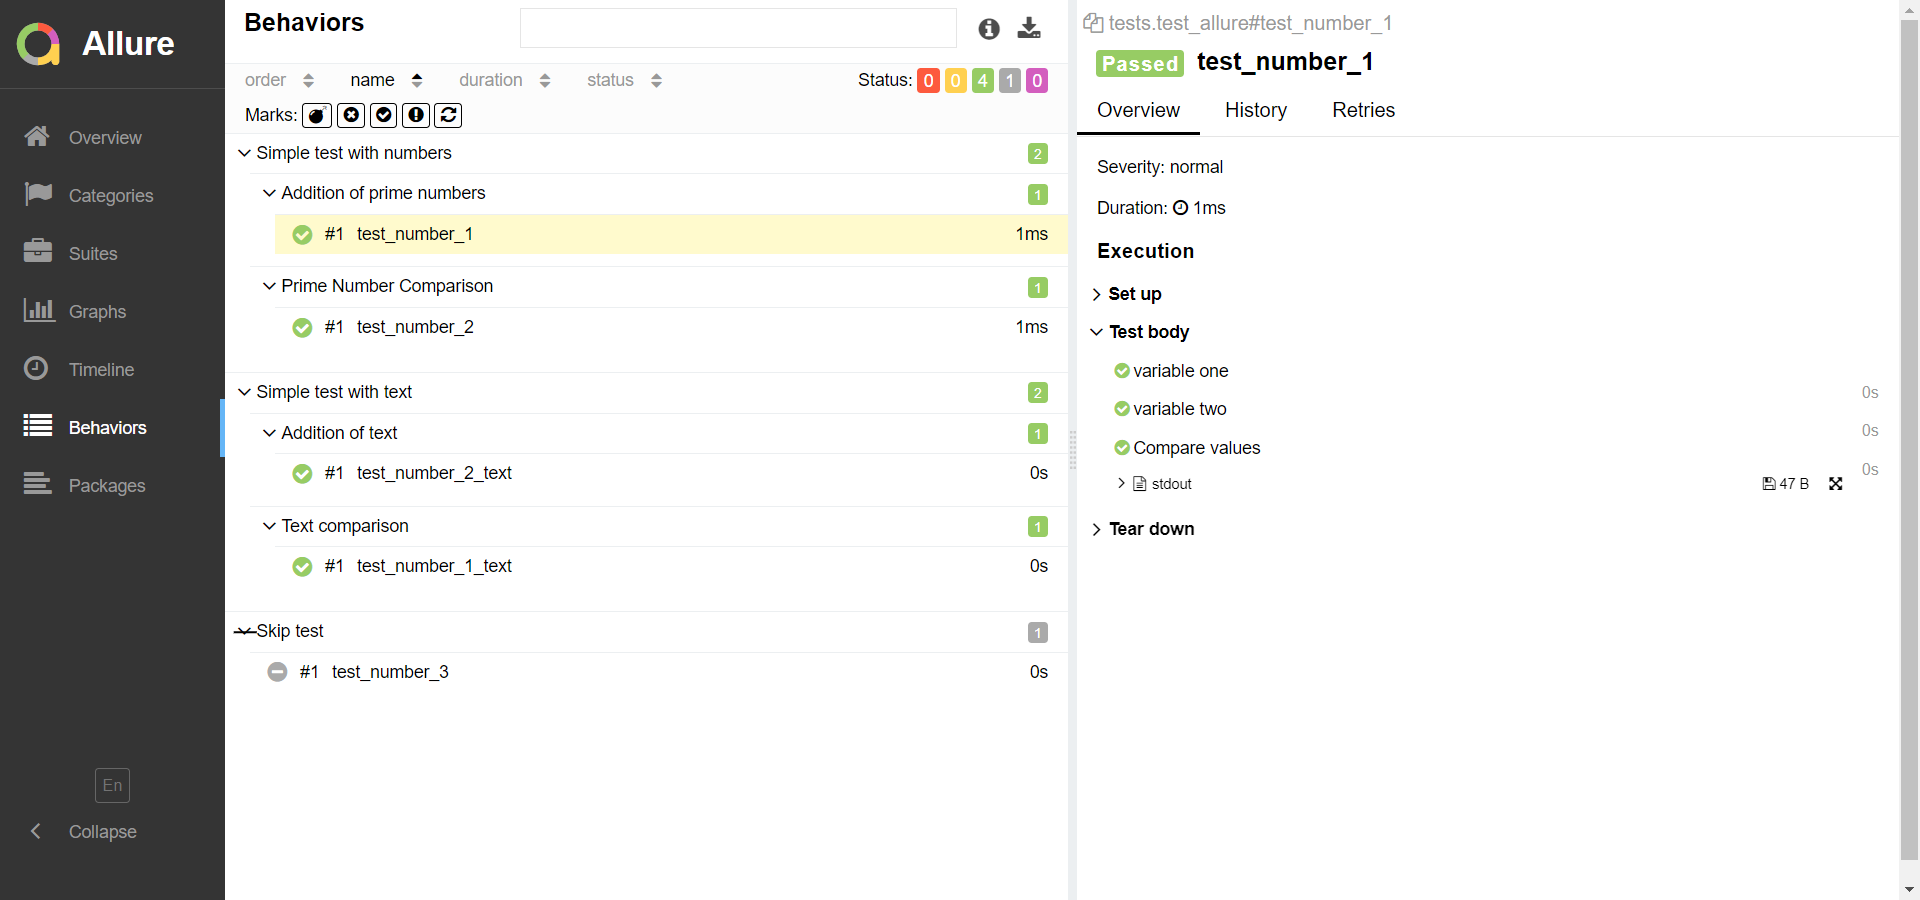 Allure
Overview
Categories
Suites
Graphs
Timeline
Behaviors
Packages
En
Collapse
Behaviors
order name duration status Status: 0 0 4 1 0
Marks:
Simple test with numbers 2
Addition of prime numbers 1
#1 test_number_1 1ms
Prime Number Comparison 1
#1 test_number_2 1ms
Simple test with text 2
Addition of text 1
#1 test_number_2_text 0s
Text comparison 1
#1 test_number_1_text 0s
Skip test 1
#1 test_number_3 0s
tests.test_allure#test_number_1
Passed test_number_1
Overview History Retries
Severity: normal
Duration: 1ms
Execution
Set up
Test body
variable one
0s
variable two
0s
Compare values
0s
stdout 47 B
Tear down